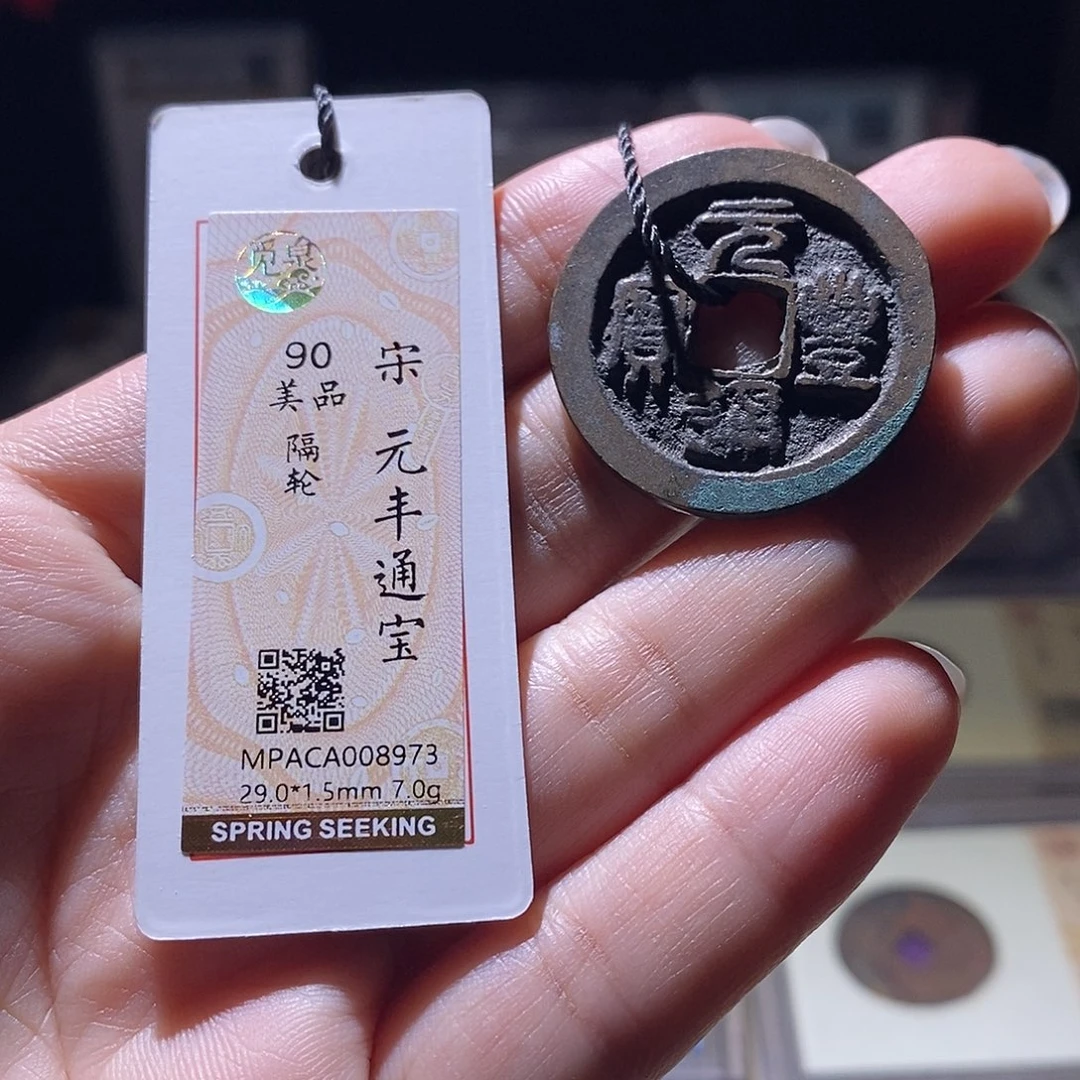 觅泉
宋元丰通宝
90
美品
隔轮
MPACA008973
29.0*1.5mm 7.0g
SPRING SEEKING
元豐通寶